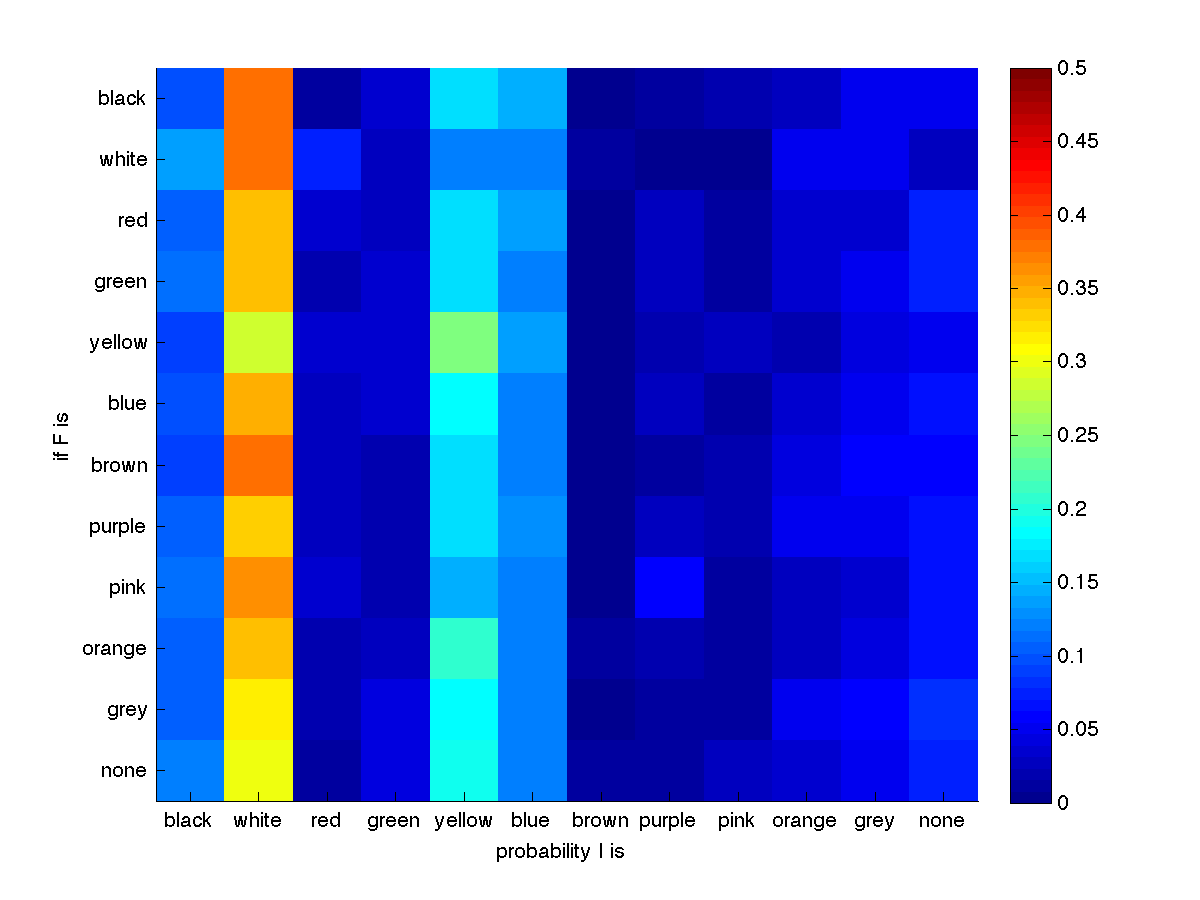 black
white
red
green
yellow
blue
brown
purple
pink
orange
grey
none
if F is
black white red green yellow blue brown purple pink orange grey none
probability I is
0.5
0.45
0.4
0.35
0.3
0.25
0.2
0.15
0.1
0.05
0